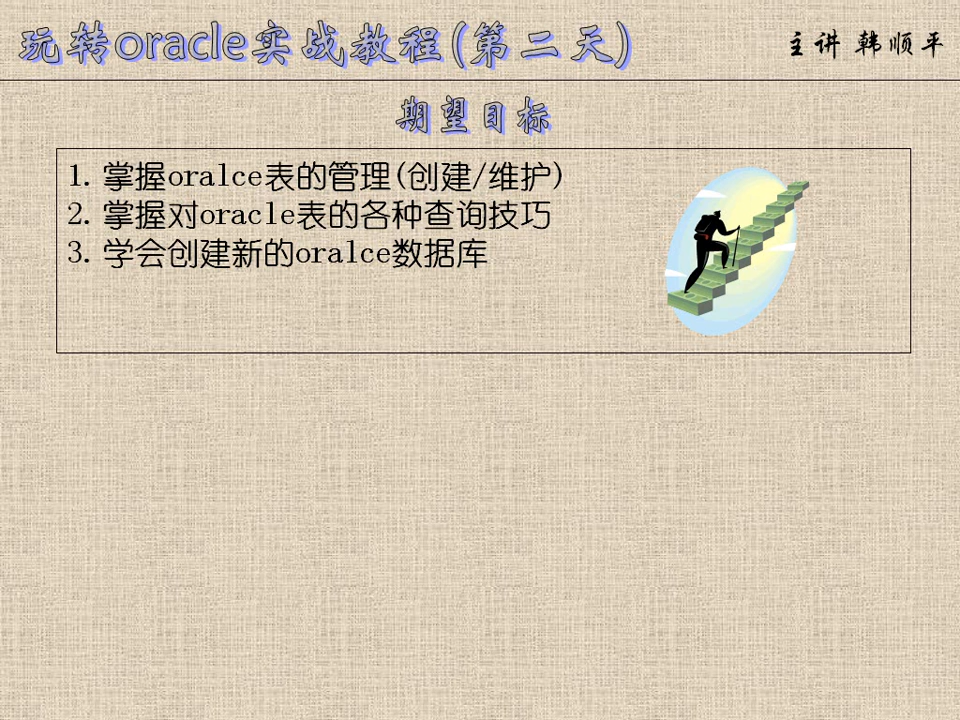 玩转oracle实战教程(第二天)
主讲 韩顺平
期望目标
1. 掌握oralce表的管理(创建/维护)
2. 掌握对oracle表的各种查询技巧
3. 学会创建新的oralce数据库